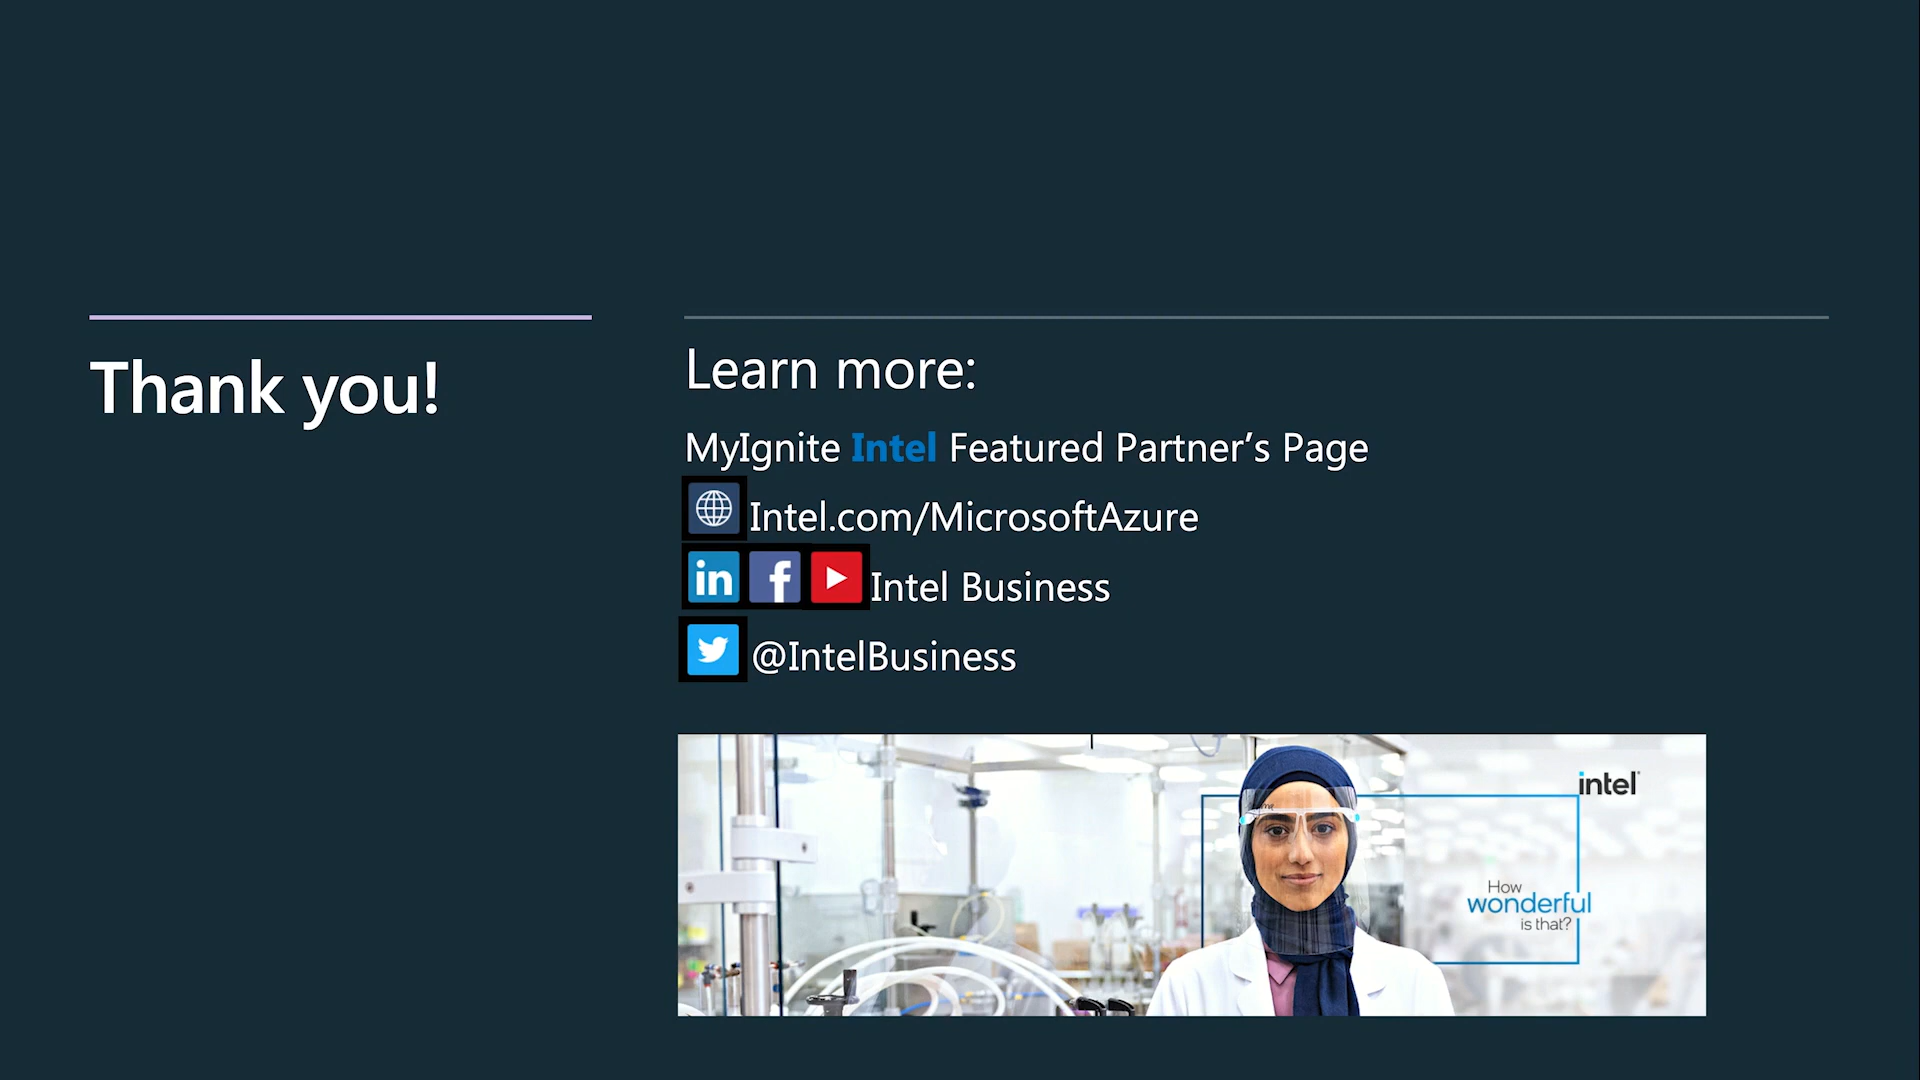 Thank you!
Learn more:
MyIgnite Intel Featured Partner’s Page
Intel.com/MicrosoftAzure
in f Intel Business
@IntelBusiness
intel
How
wonderful
is that?